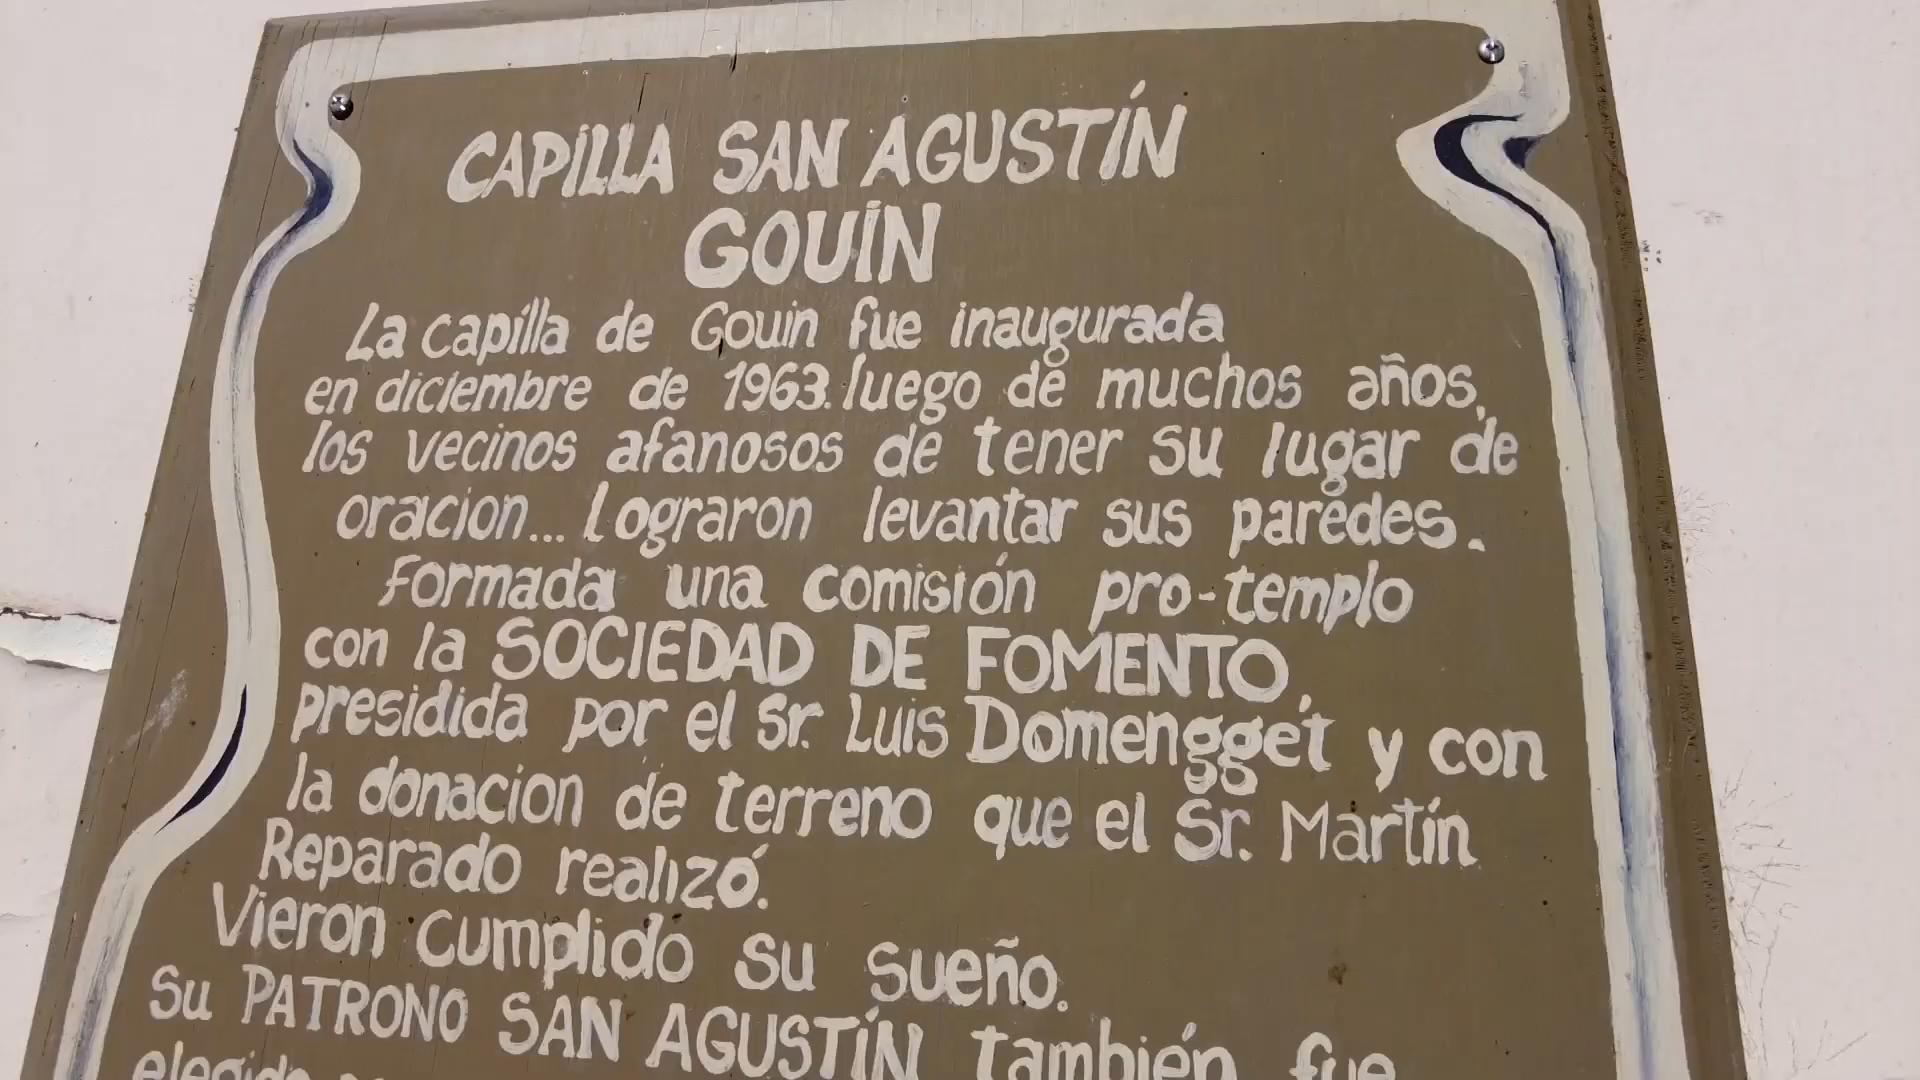 CAPILLA SAN AGUSTÍN
GOUIN
La capilla de Gouin fue inaugurada
en diciembre de 1963. luego de muchos años,
los vecinos afanosos de tener su lugar de
oracion... Lograron levantar sus paredes.
Formada una comisión pro-templo
con la SOCIEDAD DE FOMENTO,
presidida por el Sr. Luis Domengget y con
la donacion de terreno que el Sr. Martín
Reparado realizó.
Vieron cumplido su sueño.
Su PATRONO SAN AGUSTÍN también fue